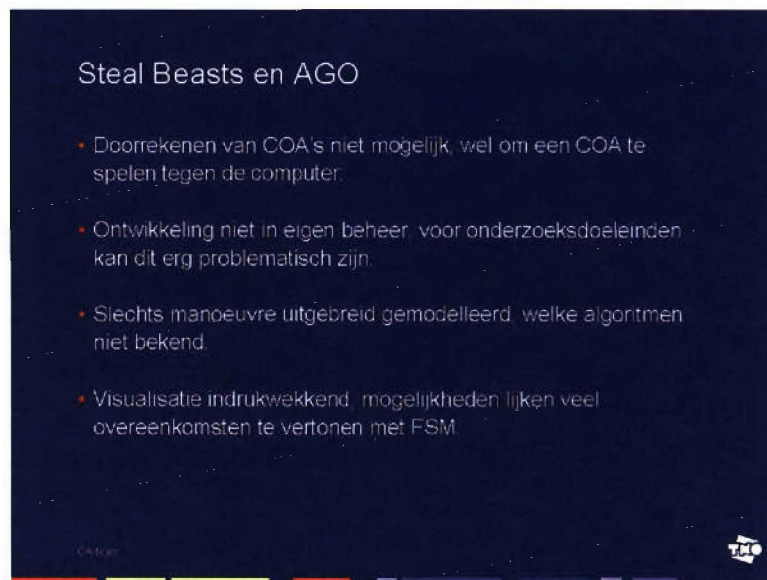 Steal Beasts en AGO
• Doorrekenen van COA's niet mogelijk, wel om een COA te
spelen tegen de computer.
• Ontwikkeling niet in eigen beheer, voor onderzoeksdoeleinden
kan dit erg problematisch zijn.
• Slechts manoeuvre uitgebreid gemodelleerd, welke algoritmen
niet bekend.
• Visualisatie indrukwekkend, mogelijkheden lijken veel
overeenkomsten te vertonen met FSM
TNO